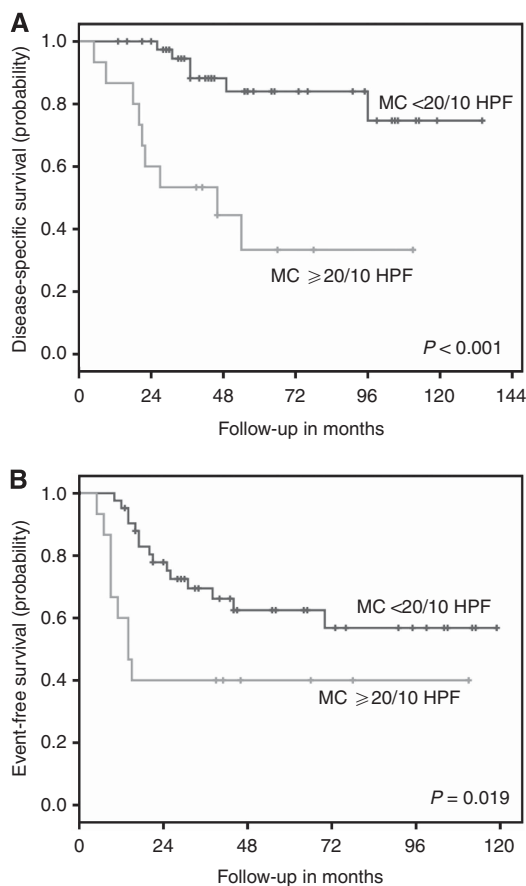 A
Disease-specific survival (probability)
1.0
0.8
0.6
0.4
0.2
0.0
MC <20/10 HPF
MC ⩾20/10 HPF
P < 0.001
0 24 48 72 96 120 144
Follow-up in months
B
Event-free survival (probability)
1.0
0.8
0.6
0.4
0.2
0.0
MC <20/10 HPF
MC ⩾20/10 HPF
P = 0.019
0 24 48 72 96 120
Follow-up in months